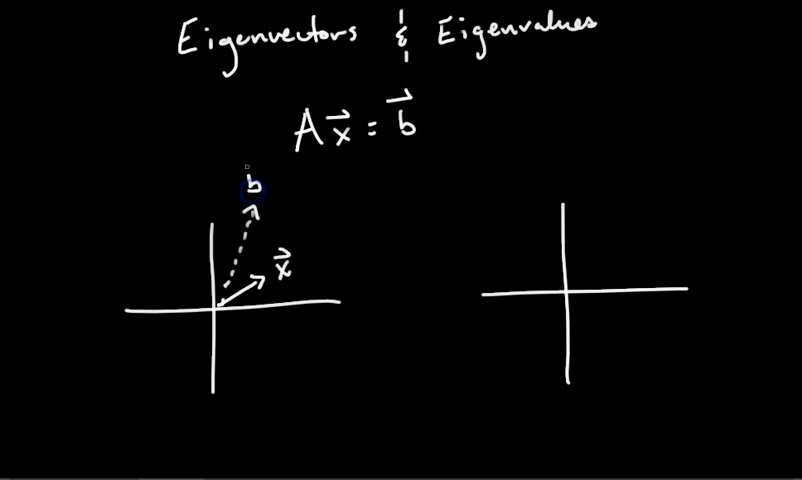 Eigenvectors & Eigenvalues
A x⃗ = b⃗
b
x⃗